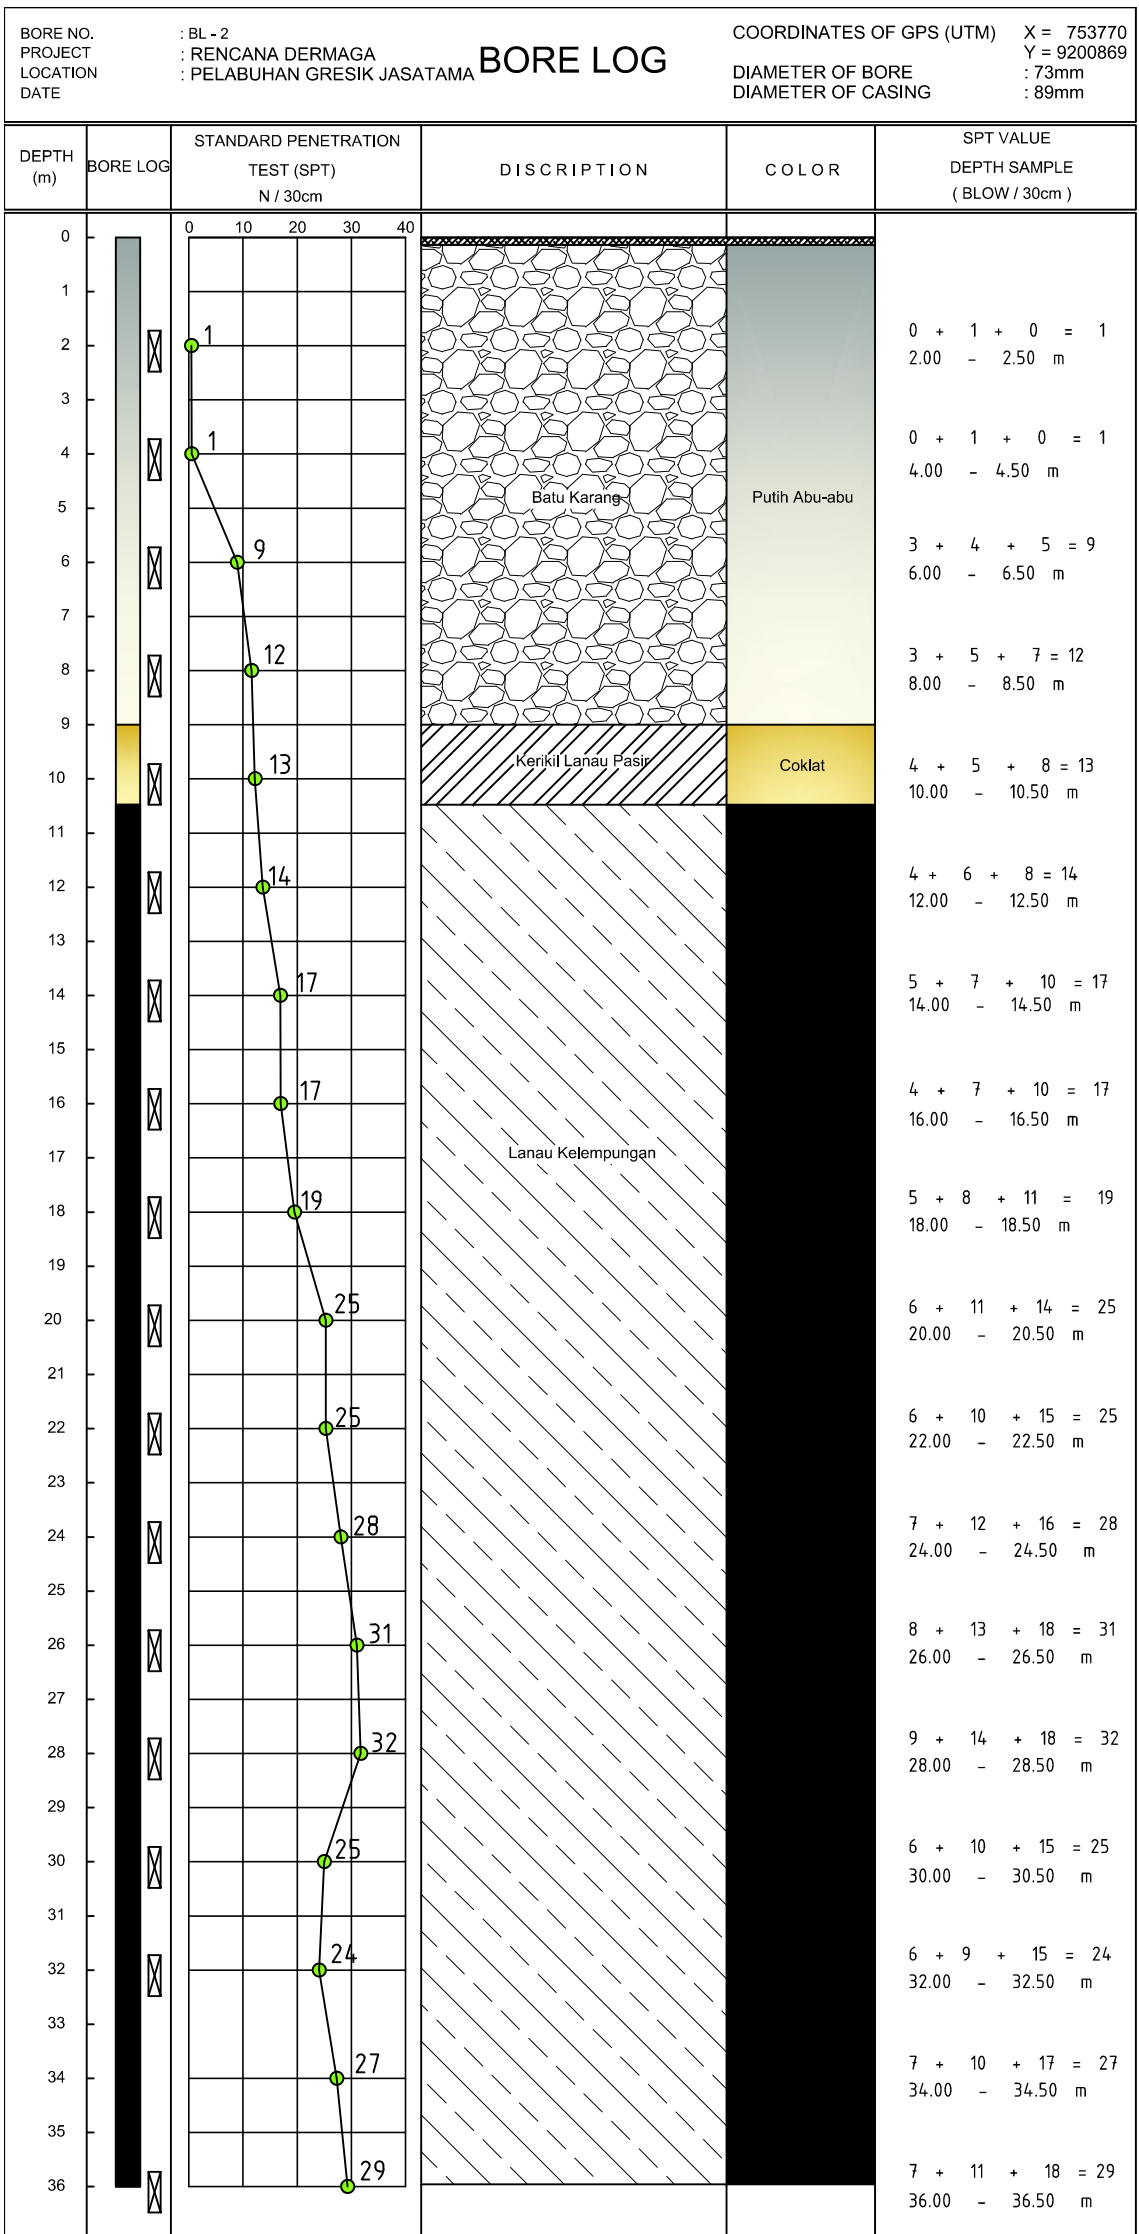 BORE NO. : BL - 2
PROJECT : RENCANA DERMAGA
LOCATION : PELABUHAN GRESIK JASATAMA
DATE
BORE LOG
COORDINATES OF GPS (UTM) X = 753770
Y = 9200869
DIAMETER OF BORE : 73mm
DIAMETER OF CASING : 89mm
DEPTH
(m)
BORE LOG
STANDARD PENETRATION
TEST (SPT)
N / 30cm
DISCRIPTION
COLOR
SPT VALUE
DEPTH SAMPLE
( BLOW / 30cm )
0 10 20 30 40
0
1
2
3
4
5
6
7
8
9
10
11
12
13
14
15
16
17
18
19
20
21
22
23
24
25
26
27
28
29
30
31
32
33
34
35
36
1
1
9
12
13
14
17
17
19
25
25
28
31
32
25
24
27
29
Batu Karang
Kerikil Lanau Pasir
Lanau Kelempungan
Putih Abu-abu
Coklat
0 + 1 + 0 = 1
2.00 - 2.50 m
0 + 1 + 0 = 1
4.00 - 4.50 m
3 + 4 + 5 = 9
6.00 - 6.50 m
3 + 5 + 7 = 12
8.00 - 8.50 m
4 + 5 + 8 = 13
10.00 - 10.50 m
4 + 6 + 8 = 14
12.00 - 12.50 m
5 + 7 + 10 = 17
14.00 - 14.50 m
4 + 7 + 10 = 17
16.00 - 16.50 m
5 + 8 + 11 = 19
18.00 - 18.50 m
6 + 11 + 14 = 25
20.00 - 20.50 m
6 + 10 + 15 = 25
22.00 - 22.50 m
7 + 12 + 16 = 28
24.00 - 24.50 m
8 + 13 + 18 = 31
26.00 - 26.50 m
9 + 14 + 18 = 32
28.00 - 28.50 m
6 + 10 + 15 = 25
30.00 - 30.50 m
6 + 9 + 15 = 24
32.00 - 32.50 m
7 + 10 + 17 = 27
34.00 - 34.50 m
7 + 11 + 18 = 29
36.00 - 36.50 m